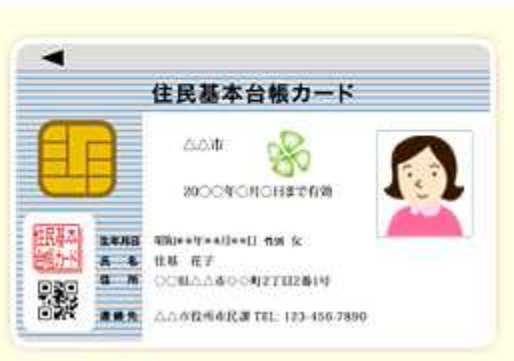 住民基本台帳カード
△△市
20○○年○月○日まで有効
住民基本
台帳カード
生年月日 昭和**年**月**日 性別 女
氏 名 住基 花子
住 所 ○○県△△市○○町2丁目2番1号
連絡先 △△市役所市民課 TEL: 123-456-7890